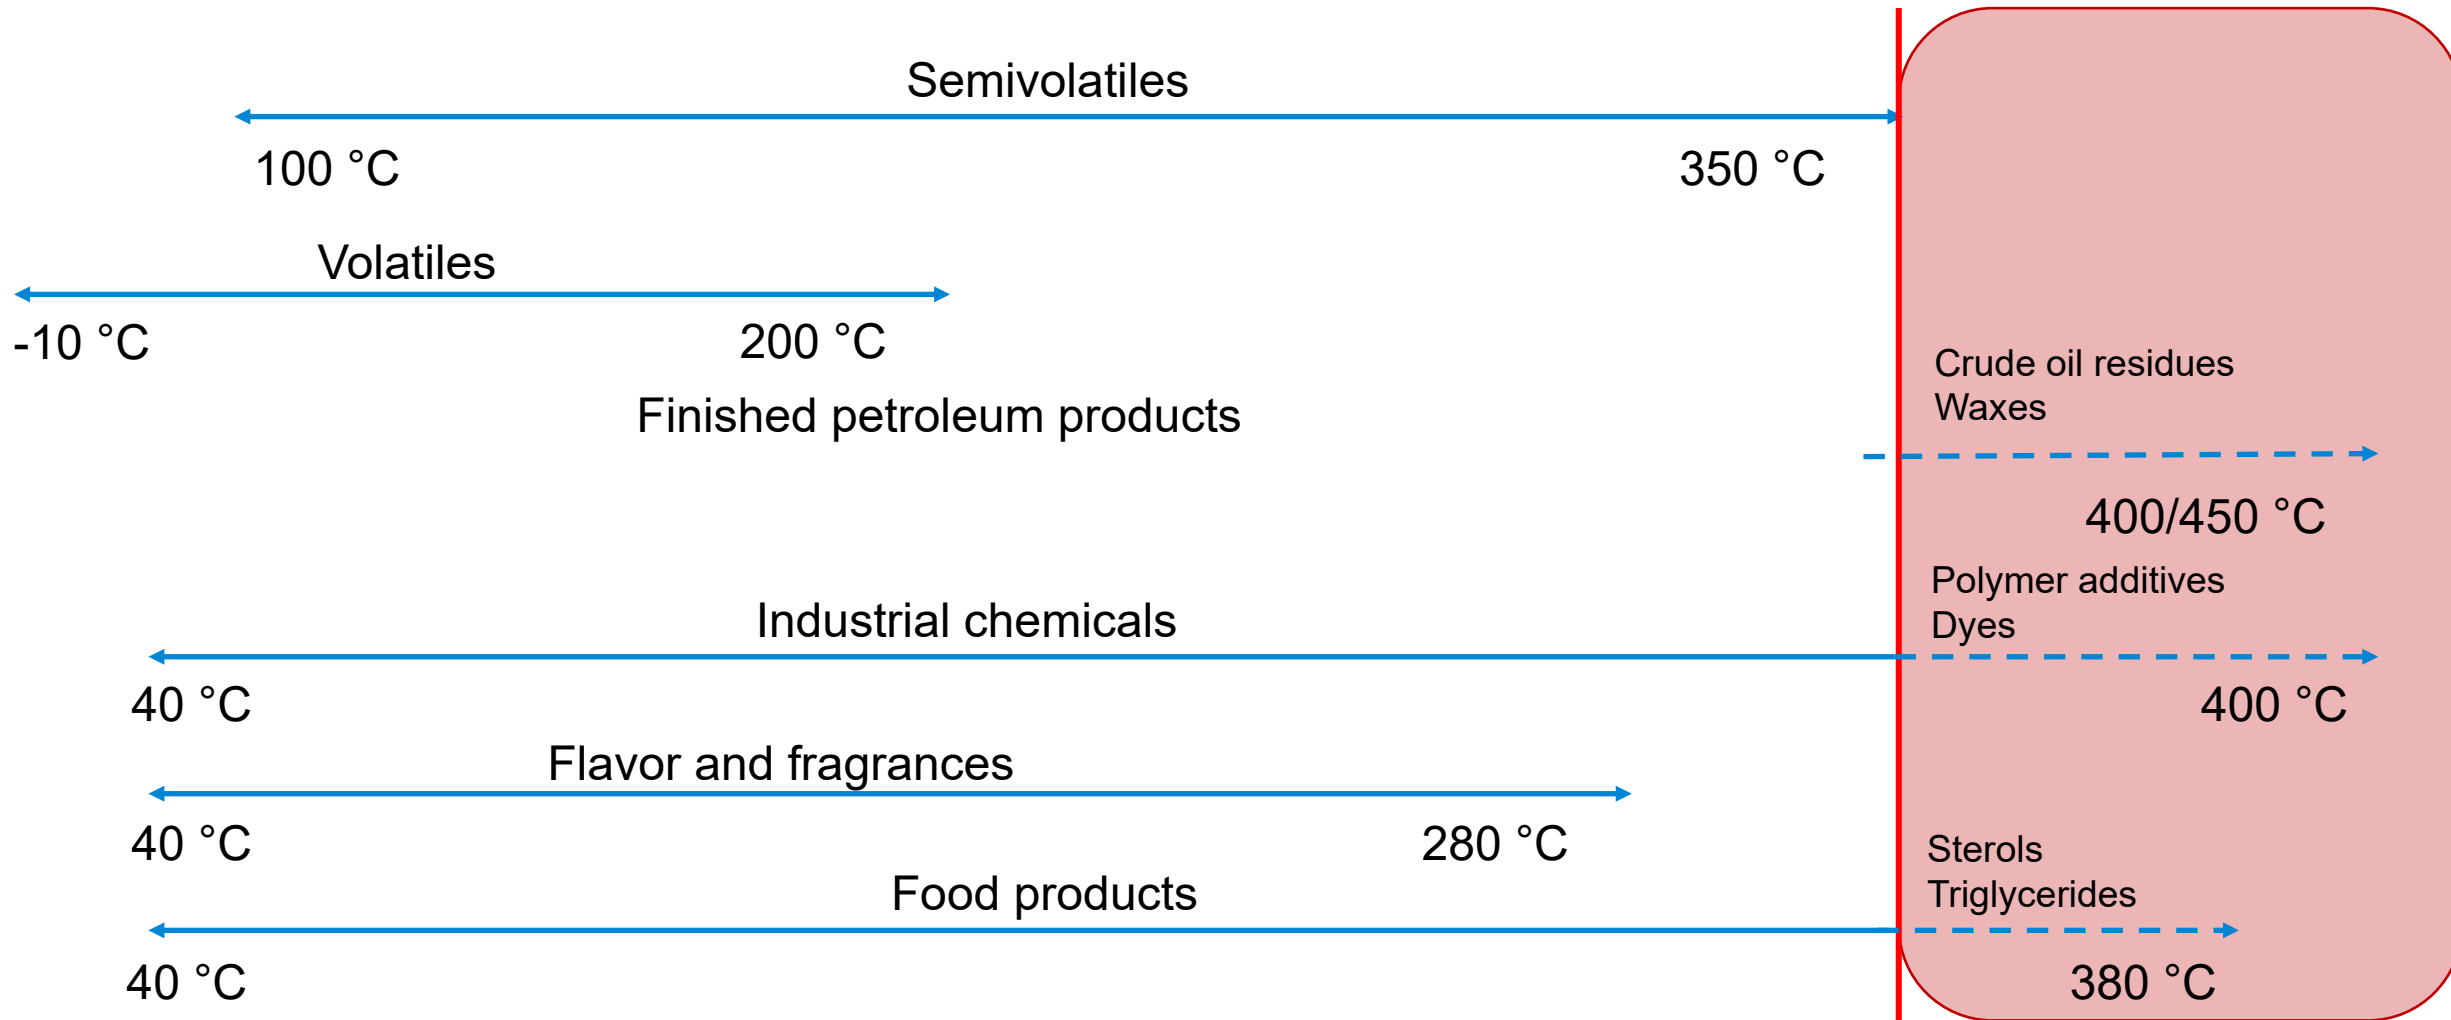 Semivolatiles
100 °C
350 °C
Volatiles
-10 °C
200 °C
Finished petroleum products
Crude oil residues
Waxes
400/450 °C
Industrial chemicals
Polymer additives
Dyes
40 °C
400 °C
Flavor and fragrances
40 °C
280 °C
Food products
Sterols
Triglycerides
40 °C
380 °C